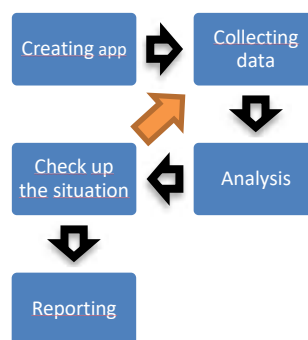 Creating app
Collecting
data
Check up
the situation
Analysis
Reporting